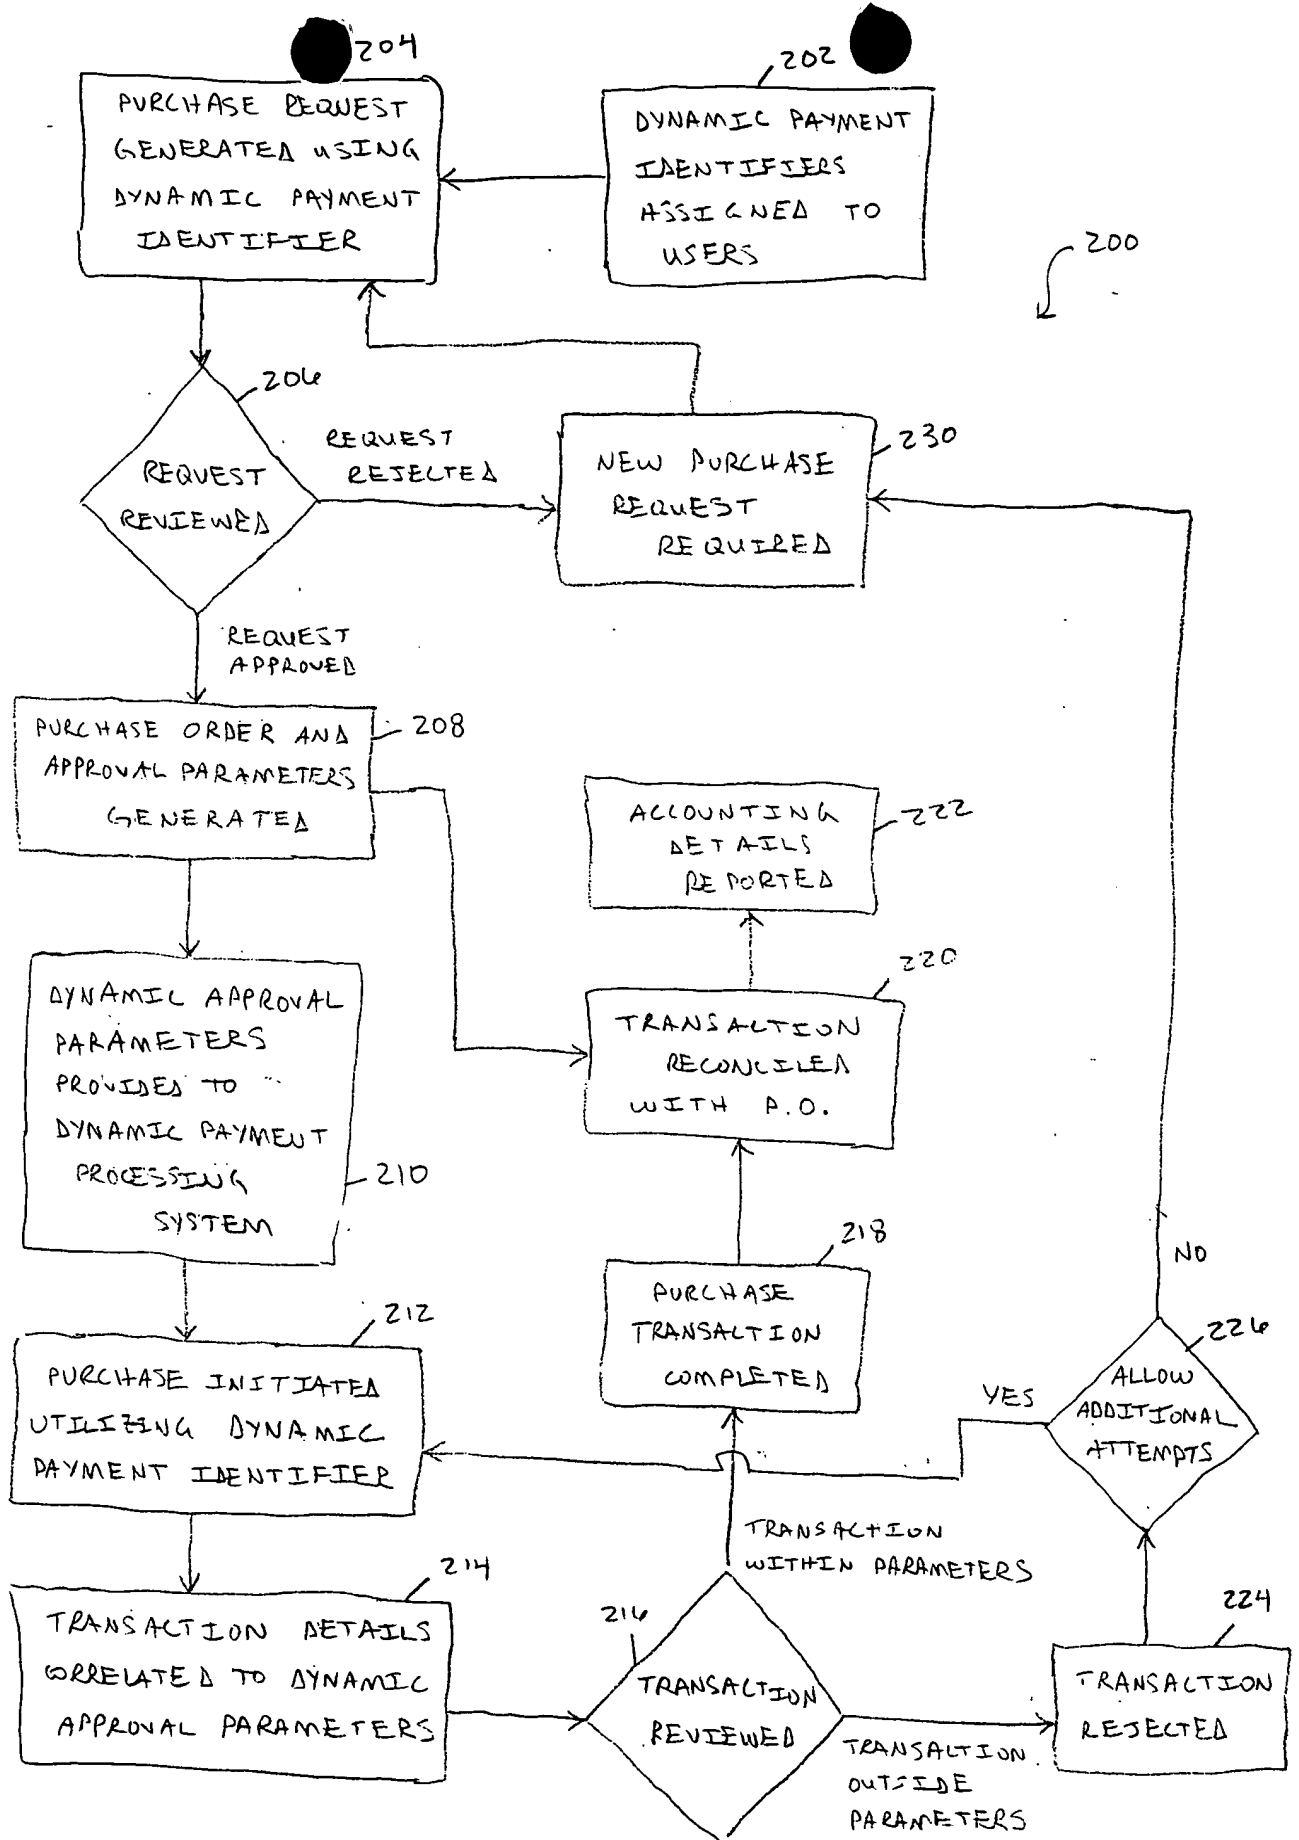 204
PURCHASE REQUEST
GENERATED USING
DYNAMIC PAYMENT
IDENTIFIER
202
DYNAMIC PAYMENT
IDENTIFIERS
ASSIGNED TO
USERS
200
206
REQUEST
REVIEWED
REQUEST
REJECTED
230
NEW PURCHASE
REQUEST
REQUIRED
REQUEST
APPROVED
PURCHASE ORDER AND
APPROVAL PARAMETERS
GENERATED
208
ACCOUNTING
DETAILS
REPORTED
222
DYNAMIC APPROVAL
PARAMETERS
PROVIDED TO
DYNAMIC PAYMENT
PROCESSING
SYSTEM
210
220
TRANSACTION
RECONCILED
WITH P.O.
218
PURCHASE
TRANSACTION
COMPLETED
NO
226
ALLOW
ADDITIONAL
ATTEMPTS
YES
212
PURCHASE INITIATED
UTILIZING DYNAMIC
PAYMENT IDENTIFIER
TRANSACTION
WITHIN PARAMETERS
214
TRANSACTION DETAILS
CORRELATED TO DYNAMIC
APPROVAL PARAMETERS
216
TRANSACTION
REVIEWED
TRANSACTION
OUTSIDE
PARAMETERS
224
TRANSACTION
REJECTED